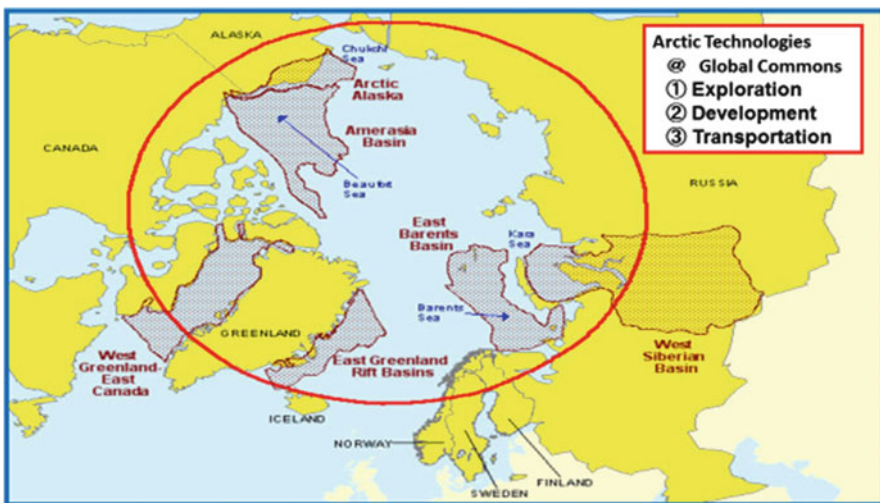 ALASKA
Chukchi
Sea
Arctic
Alaska
Amerasia
Basin
CANADA
Beaufort
Sea
Arctic Technologies
@ Global Commons
① Exploration
② Development
③ Transportation
RUSSIA
East
Barents
Basin
Kara
Sea
Barents
Sea
GREENLAND
West
Greenland-
East
Canada
East Greenland
Rift Basins
West
Siberian
Basin
ICELAND
NORWAY
SWEDEN
FINLAND